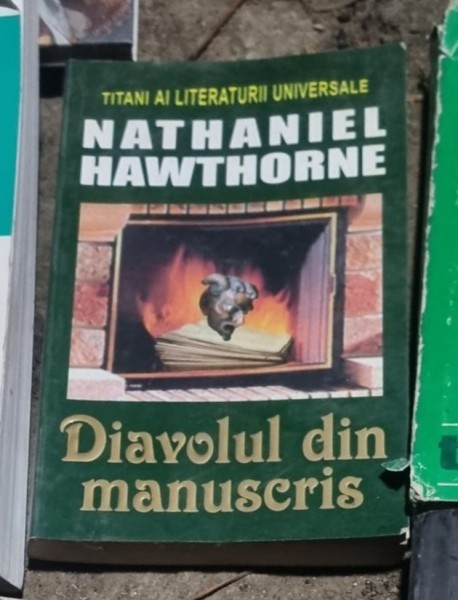 TITANI AI LITERATURII UNIVERSALE
NATHANIEL
HAWTHORNE
Diavolul din
manuscris